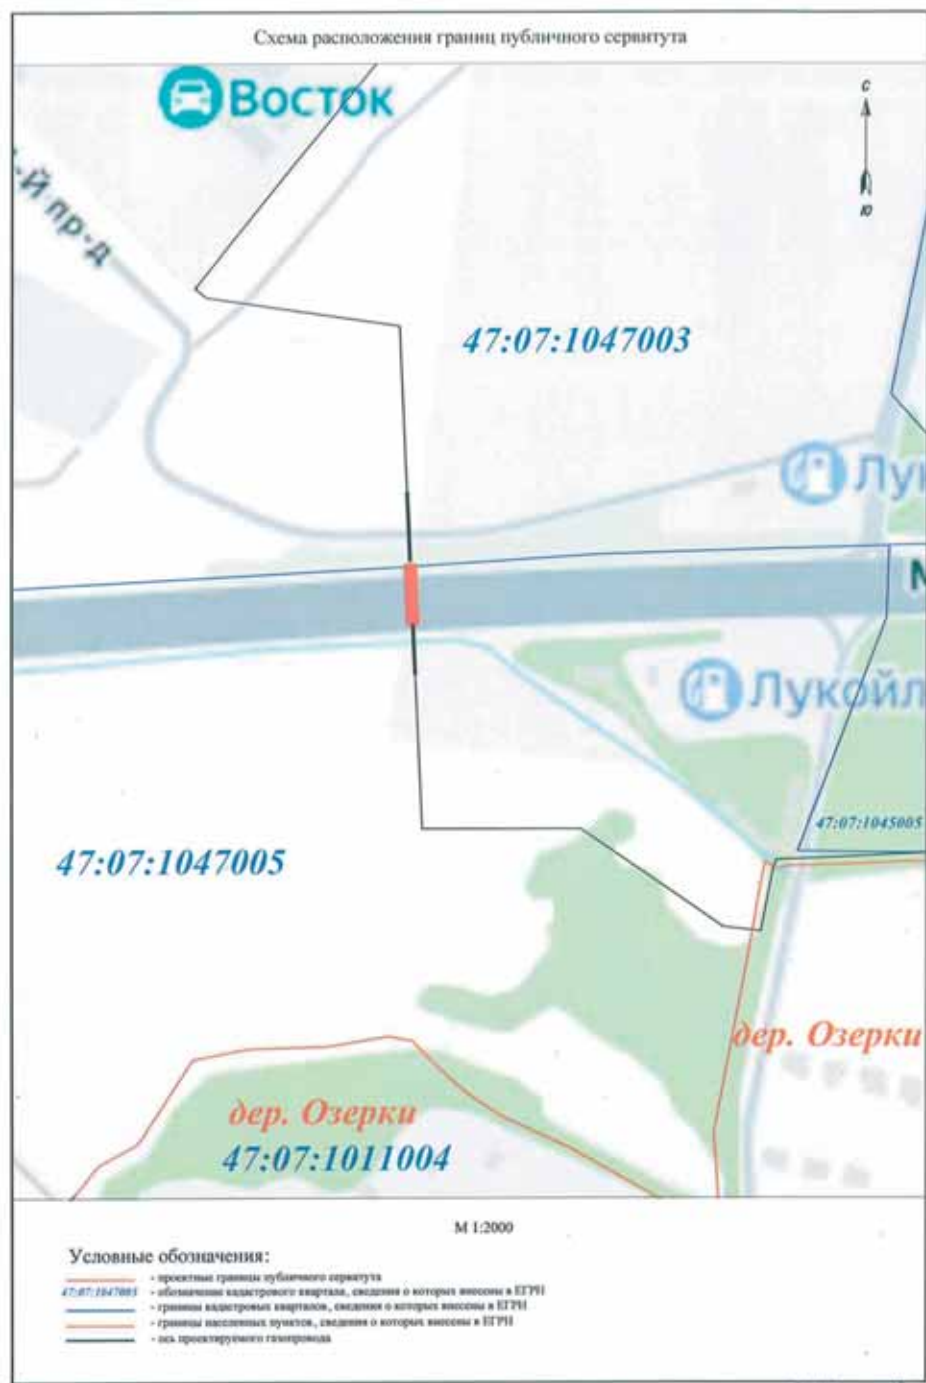 Схема расположения границ публичного сервитута
Восток
-й пр-д
С
Ю
47:07:1047003
Лук
М
Лукойл
47:07:1045005
47:07:1047005
дер. Озерки
дер. Озерки
47:07:1011004
М 1:2000
Условные обозначения:
- проектные границы публичного сервитута
47:07:1047005 - обозначение кадастрового квартала, сведения о которых внесены в ЕГРН
- границы кадастровых кварталов, сведения о которых внесены в ЕГРН
- границы населенных пунктов, сведения о которых внесены в ЕГРН
- ось проектируемого газопровода